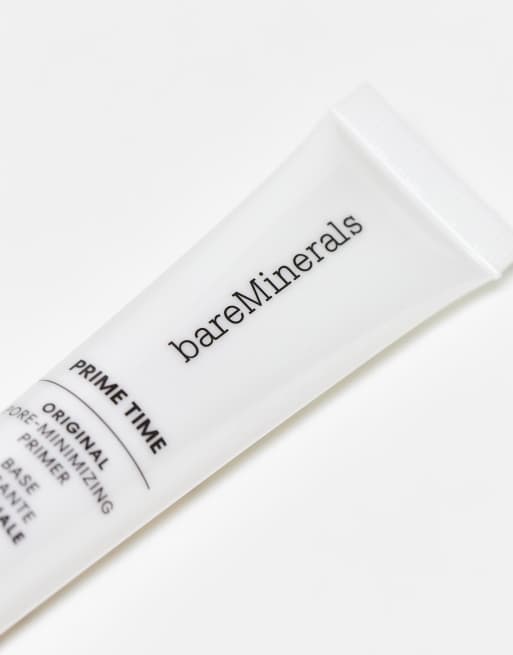 bareMinerals
PRIME TIME
ORIGINAL
PORE-MINIMIZING
PRIMER
BASE